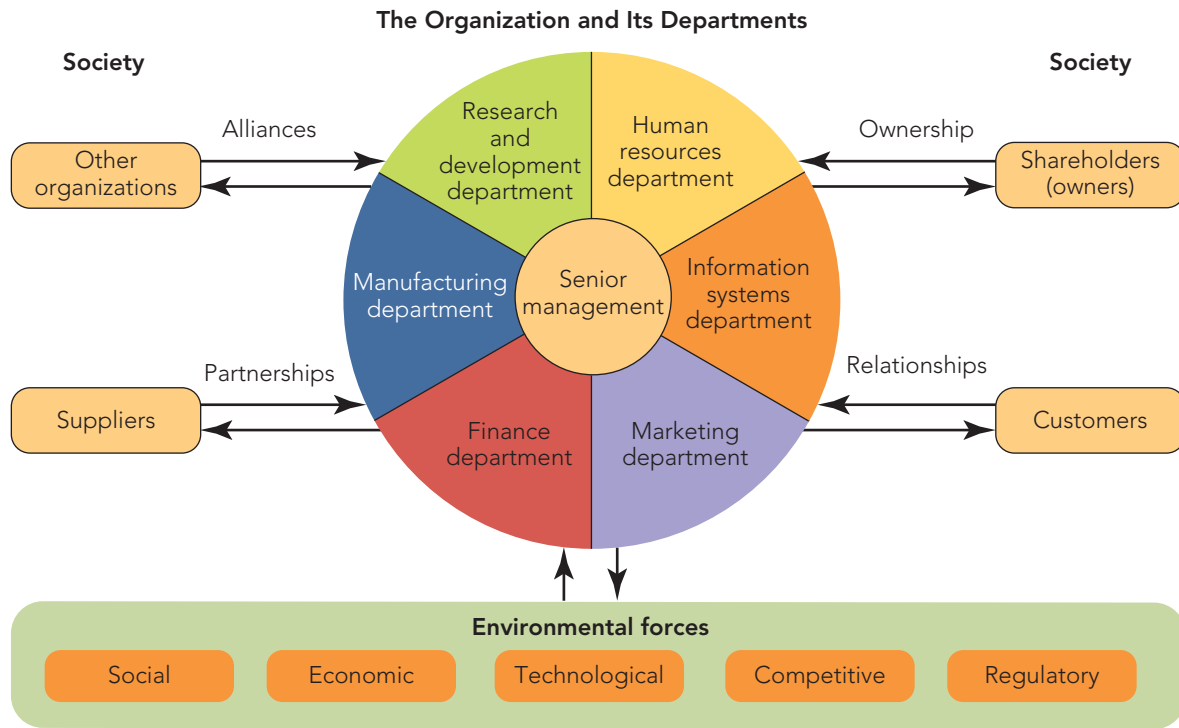 The Organization and Its Departments
Society
Society
Alliances
Ownership
Other
organizations
Shareholders
(owners)
Research
and
development
department
Human
resources
department
Manufacturing
department
Senior
management
Information
systems
department
Partnerships
Relationships
Suppliers
Customers
Finance
department
Marketing
department
Environmental forces
Social
Economic
Technological
Competitive
Regulatory